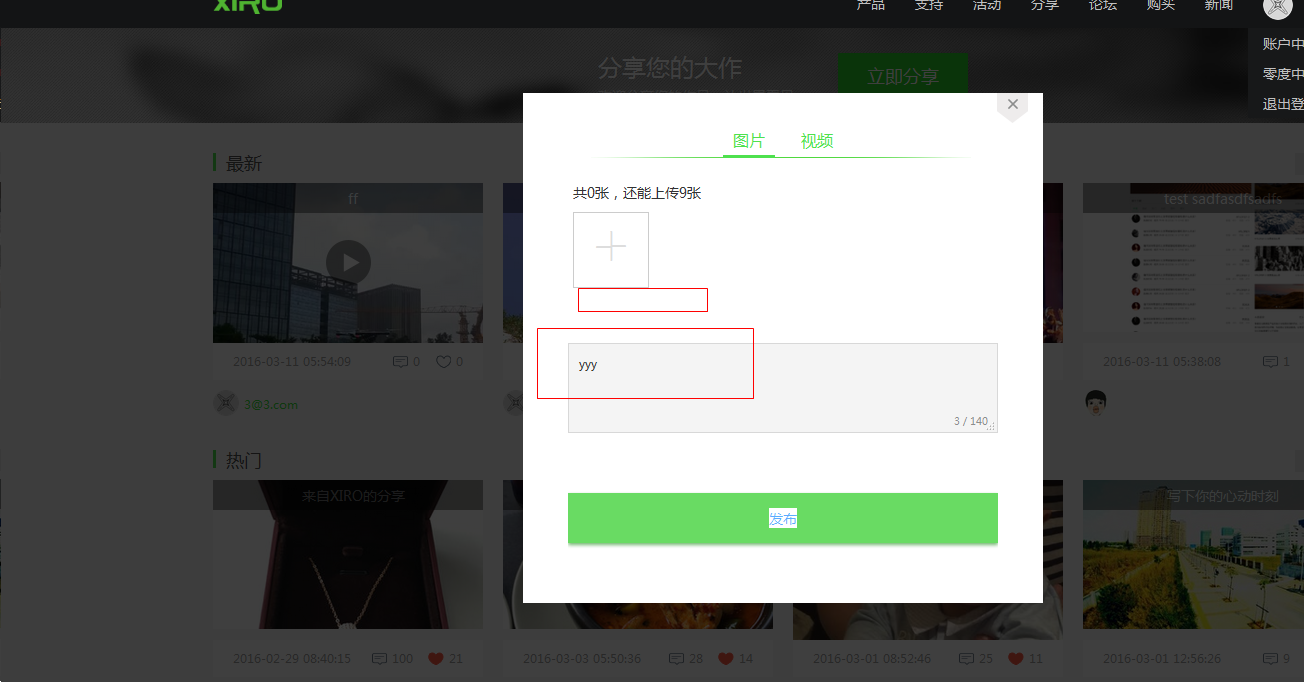 XIRO
产品 支持 活动 分享 论坛 购买 新闻
账户中
零度中
退出登
分享您的大作
立即分享
图片 视频
共0张，还能上传9张
yyy
3 / 140
发布
最新
ff
test sadfasdfsadfs
2016-03-11 05:54:09 0 0
2016-03-11 05:38:08 1
3@3.com
热门
来自XIRO的分享
写下你的心动时刻
2016-02-29 08:40:15 100 21
2016-03-03 05:50:36 28 14
2016-03-01 08:52:46 25 11
2016-03-01 12:56:26 9